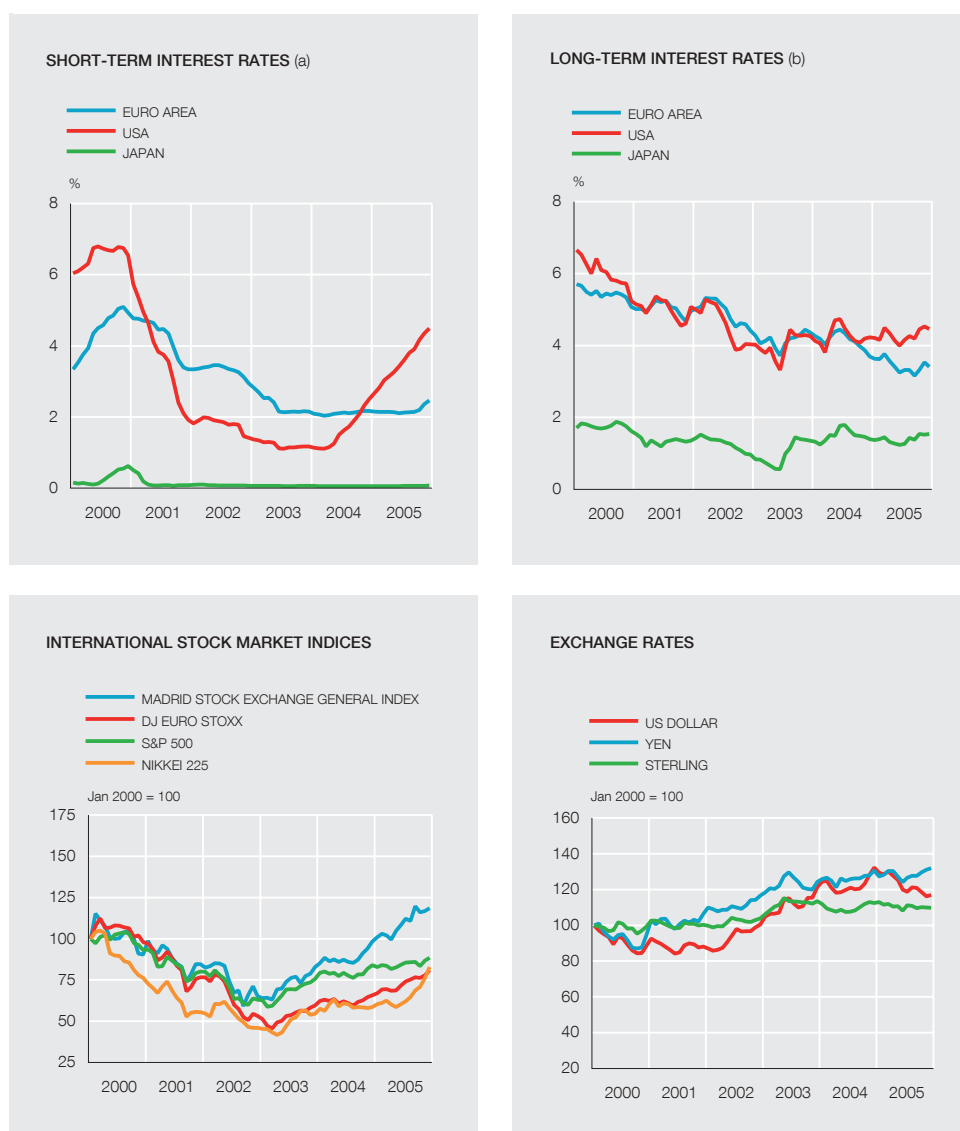 SHORT-TERM INTEREST RATES (a)
EURO AREA
USA
JAPAN
%
8
6
4
2
0
2000 2001 2002 2003 2004 2005
LONG-TERM INTEREST RATES (b)
EURO AREA
USA
JAPAN
%
8
6
4
2
0
2000 2001 2002 2003 2004 2005
INTERNATIONAL STOCK MARKET INDICES
MADRID STOCK EXCHANGE GENERAL INDEX
DJ EURO STOXX
S&P 500
NIKKEI 225
Jan 2000 = 100
175
150
125
100
75
50
25
2000 2001 2002 2003 2004 2005
EXCHANGE RATES
US DOLLAR
YEN
STERLING
Jan 2000 = 100
160
140
120
100
80
60
40
20
2000 2001 2002 2003 2004 2005